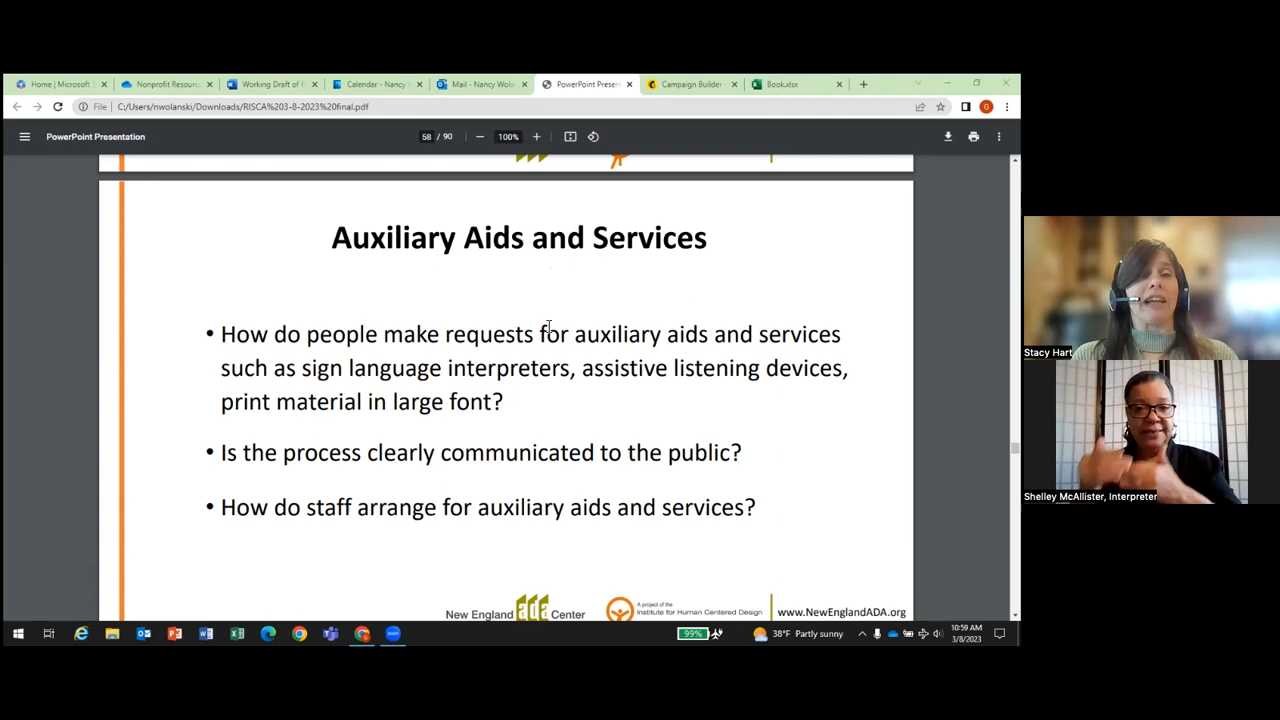 Home | Microsoft
Nonprofit Resourc
Working Draft of R
Calendar - Nancy W
Mail - Nancy Wola
PowerPoint Presen
Campaign Builder
Book.xlsx
File
C:/Users/nwolanski/Downloads/RISCA%203-8-2023%20final.pdf
PowerPoint Presentation
58 / 90
100%
Auxiliary Aids and Services
• How do people make requests for auxiliary aids and services
such as sign language interpreters, assistive listening devices,
print material in large font?
• Is the process clearly communicated to the public?
• How do staff arrange for auxiliary aids and services?
New England ada Center
A project of the
Institute for Human Centered Design
www.NewEnglandADA.org
Stacy Hart
Shelley McAllister, Interpreter
99%
38°F Partly sunny
10:59 AM
3/8/2023